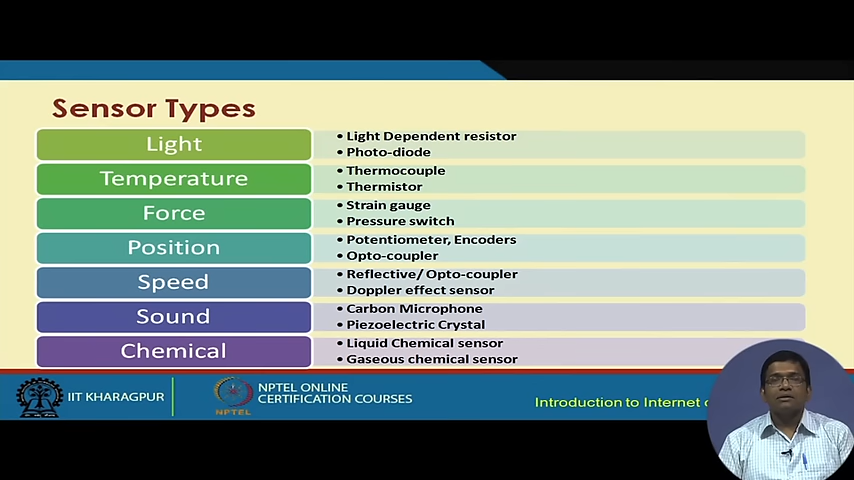 Sensor Types
Light
• Light Dependent resistor
• Photo-diode
Temperature
• Thermocouple
• Thermistor
Force
• Strain gauge
• Pressure switch
Position
• Potentiometer, Encoders
• Opto-coupler
Speed
• Reflective/ Opto-coupler
• Doppler effect sensor
Sound
• Carbon Microphone
• Piezoelectric Crystal
Chemical
• Liquid Chemical sensor
• Gaseous chemical sensor
IIT KHARAGPUR
NPTEL
NPTEL ONLINE
CERTIFICATION COURSES
Introduction to Internet